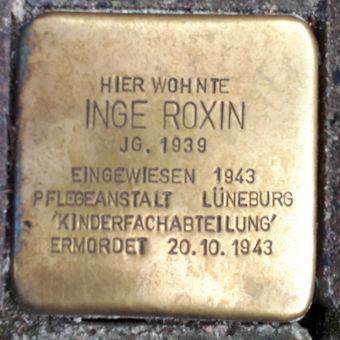 HIER WOHNTE
INGE ROXIN
JG. 1939
EINGEWIESEN 1943
PFLEGEANSTALT LÜNEBURG
'KINDERFACHABTEILUNG'
ERMORDET 20.10.1943